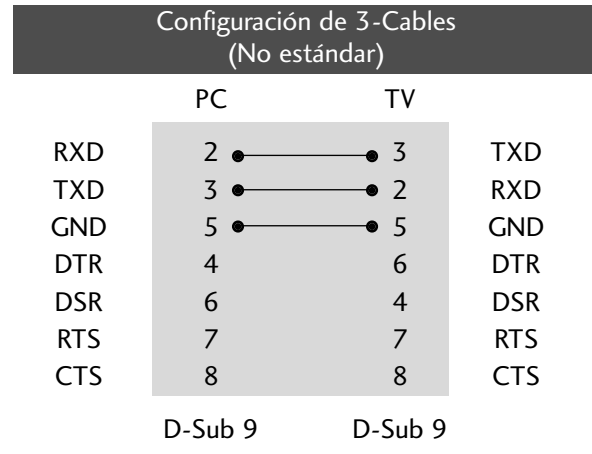 Configuración de 3-Cables
(No estándar)
PC TV
RXD 2 3 TXD
TXD 3 2 RXD
GND 5 5 GND
DTR 4 6 DTR
DSR 6 4 DSR
RTS 7 7 RTS
CTS 8 8 CTS
D-Sub 9 D-Sub 9